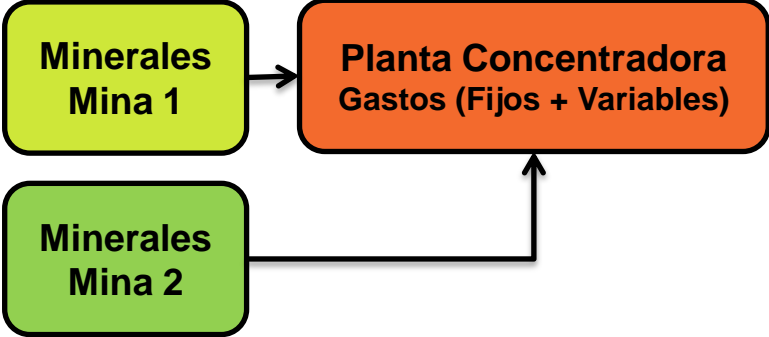 Minerales
Mina 1
Planta Concentradora
Gastos (Fijos + Variables)
Minerales
Mina 2